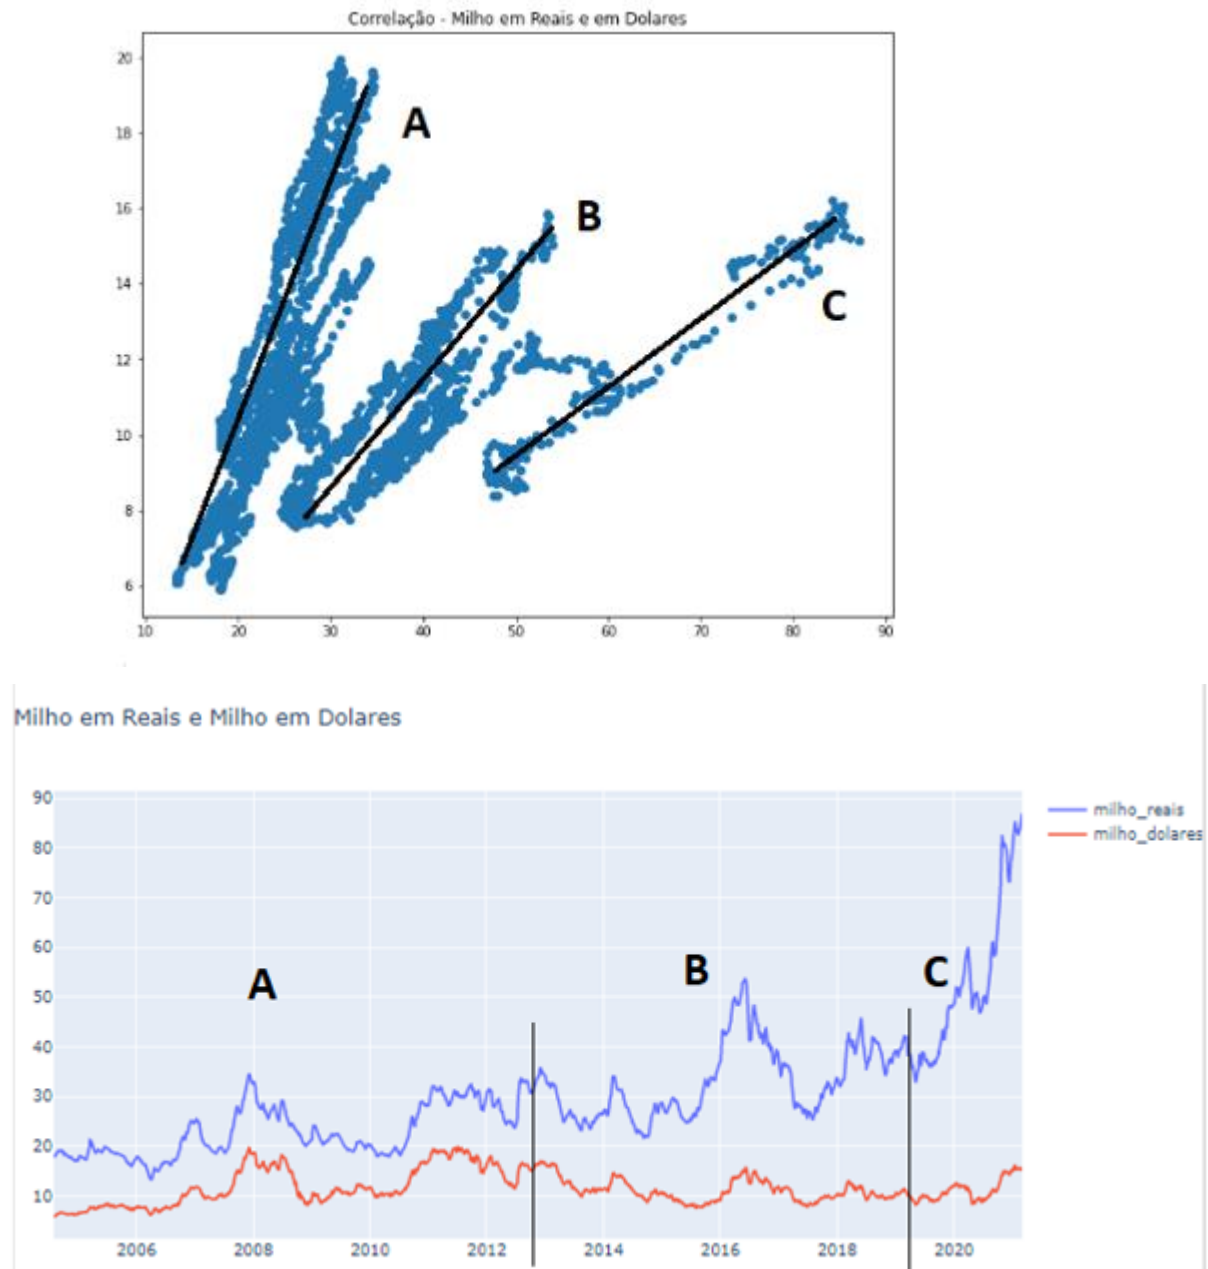 Correlação - Milho em Reais e em Dolares
20
18
16
14
12
10
8
6
A
B
C
10 20 30 40 50 60 70 80 90
Milho em Reais e Milho em Dolares
90
80
70
60
50
40
30
20
10
A
B
C
milho_reais
milho_dolares
2006 2008 2010 2012 2014 2016 2018 2020